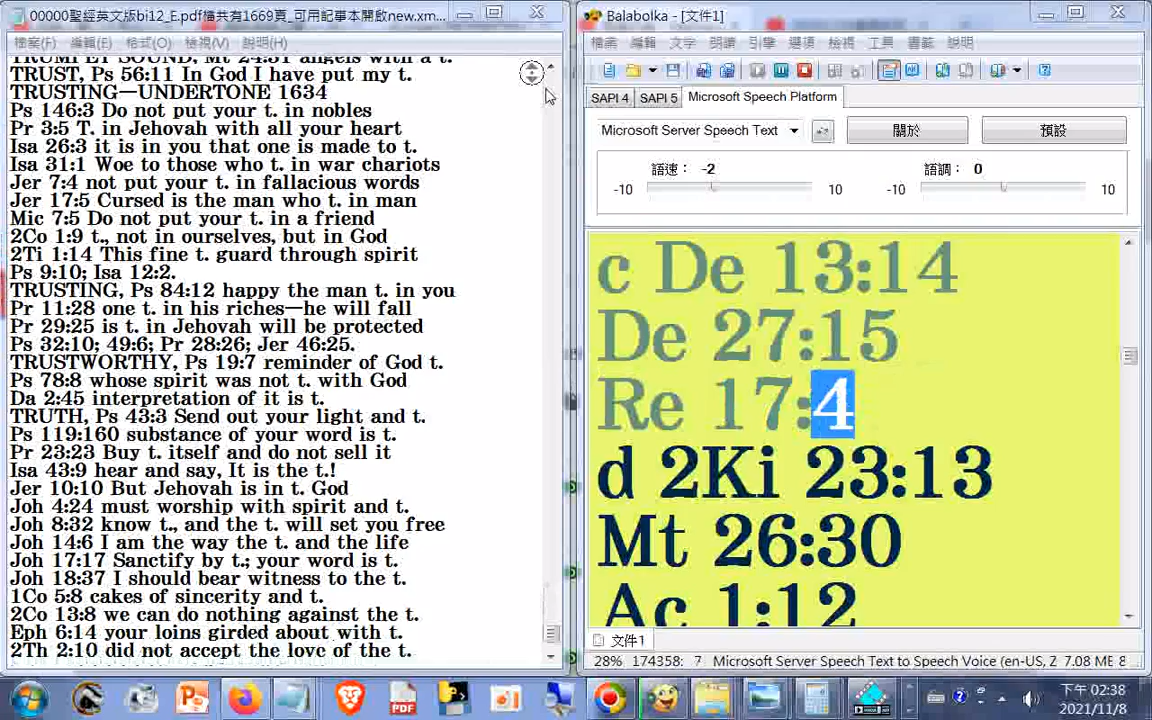 00000聖經英文版bi12_E.pdf檔共有1669頁_可用記事本開啟new.xm...
檔案(F) 編輯(E) 格式(O) 檢視(V) 說明(H)
TRUMPET SOUND, Mt 24:31 angels with a t.
TRUST, Ps 56:11 In God I have put my t.
TRUSTING—UNDERTONE 1634
Ps 146:3 Do not put your t. in nobles
Pr 3:5 T. in Jehovah with all your heart
Isa 26:3 it is in you that one is made to t.
Isa 31:1 Woe to those who t. in war chariots
Jer 7:4 not put your t. in fallacious words
Jer 17:5 Cursed is the man who t. in man
Mic 7:5 Do not put your t. in a friend
2Co 1:9 t., not in ourselves, but in God
2Ti 1:14 This fine t. guard through spirit
Ps 9:10; Isa 12:2.
TRUSTING, Ps 84:12 happy the man t. in you
Pr 11:28 one t. in his riches—he will fall
Pr 29:25 is t. in Jehovah will be protected
Ps 32:10; 49:6; Pr 28:26; Jer 46:25.
TRUSTWORTHY, Ps 19:7 reminder of God t.
Ps 78:8 whose spirit was not t. with God
Da 2:45 interpretation of it is t.
TRUTH, Ps 43:3 Send out your light and t.
Ps 119:160 substance of your word is t.
Pr 23:23 Buy t. itself and do not sell it
Isa 43:9 hear and say, It is the t.!
Jer 10:10 But Jehovah is in t. God
Joh 4:24 must worship with spirit and t.
Joh 8:32 know t., and the t. will set you free
Joh 14:6 I am the way the t. and the life
Joh 17:17 Sanctify by t.; your word is t.
Joh 18:37 I should bear witness to the t.
1Co 5:8 cakes of sincerity and t.
2Co 13:8 we can do nothing against the t.
Eph 6:14 your loins girded about with t.
2Th 2:10 did not accept the love of the t.
Balabolka - [文件1]
檔案 編輯 文字 朗讀 引擎 選項 檢視 工具 書籤 說明
SAPI 4 SAPI 5 Microsoft Speech Platform
Microsoft Server Speech Text 關於 預設
語速: -2 語調: 0
-10 10 -10 10
c De 13:14
De 27:15
Re 17:4
d 2Ki 23:13
Mt 26:30
Ac 1:12
文件1
28% 174358: 7 Microsoft Server Speech Text to Speech Voice (en-US, Z 7.08 MB 8
PDF
下午 02:38
2021/11/8